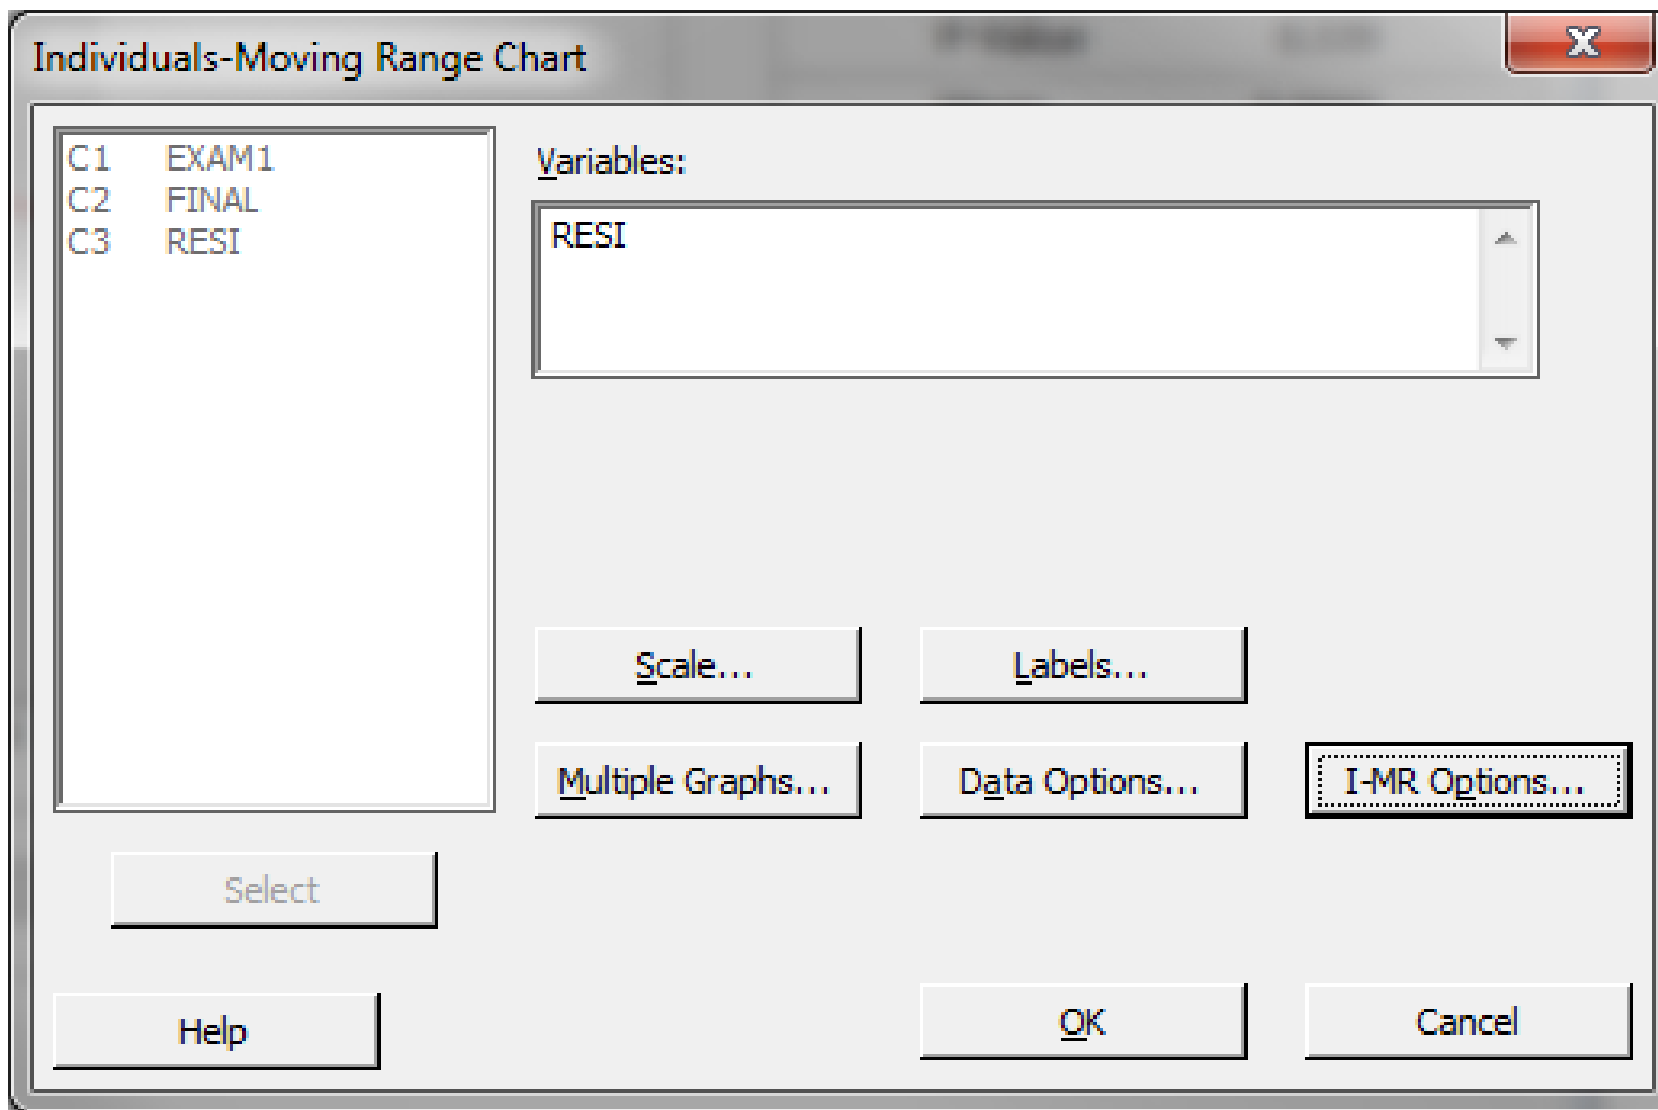 Individuals-Moving Range Chart
C1 EXAM1
C2 FINAL
C3 RESI
Variables:
RESI
Scale...
Labels...
Multiple Graphs...
Data Options...
I-MR Options...
Select
Help
OK
Cancel